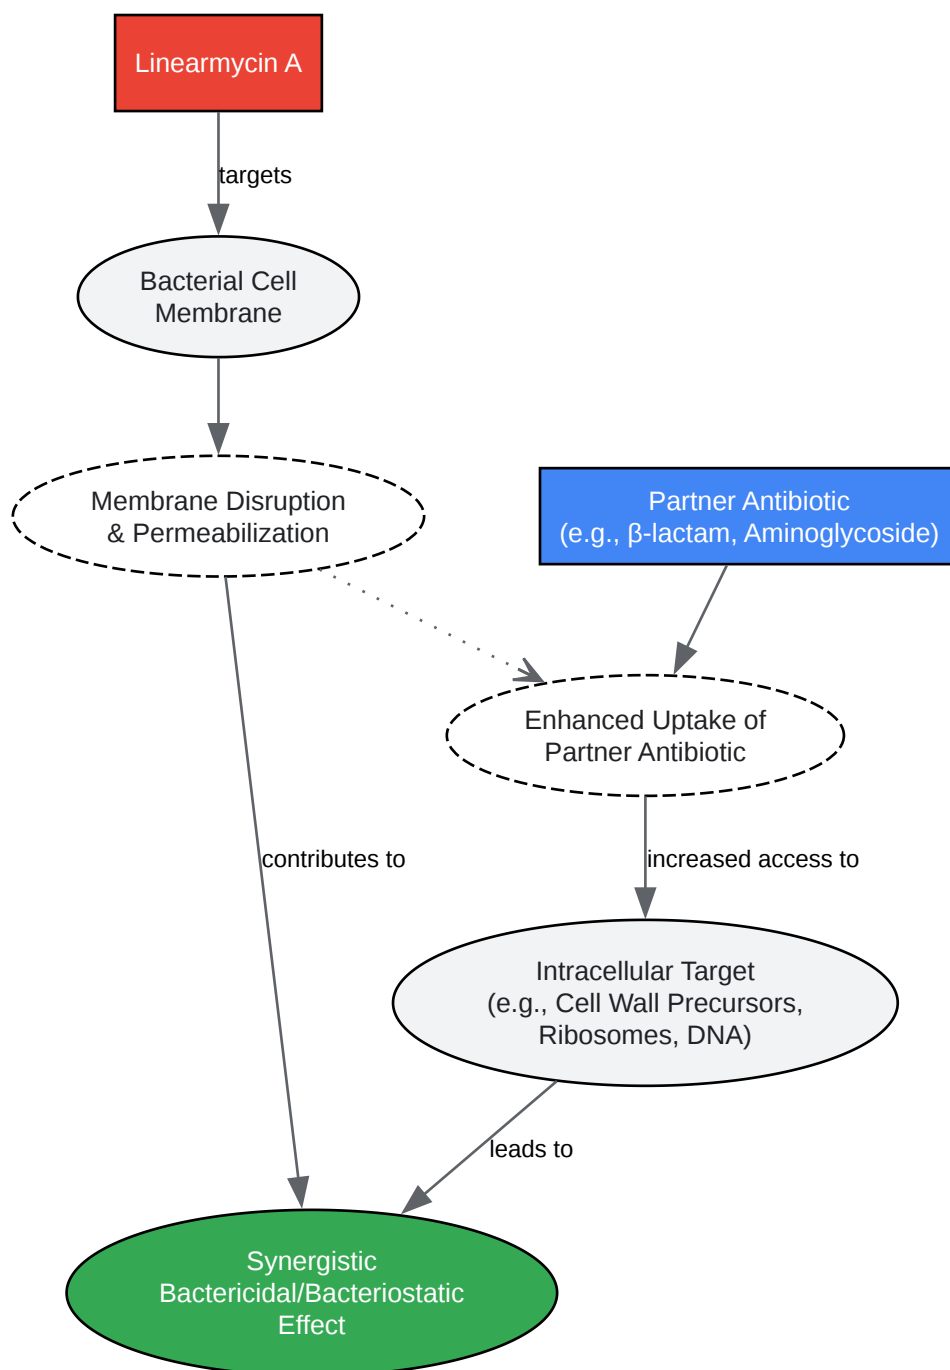 Linearmycin A
targets
Bacterial Cell
Membrane
Membrane Disruption
& Permeabilization
Partner Antibiotic
(e.g., β-lactam, Aminoglycoside)
Enhanced Uptake of
Partner Antibiotic
contributes to
increased access to
Intracellular Target
(e.g., Cell Wall Precursors,
Ribosomes, DNA)
leads to
Synergistic
Bactericidal/Bacteriostatic
Effect